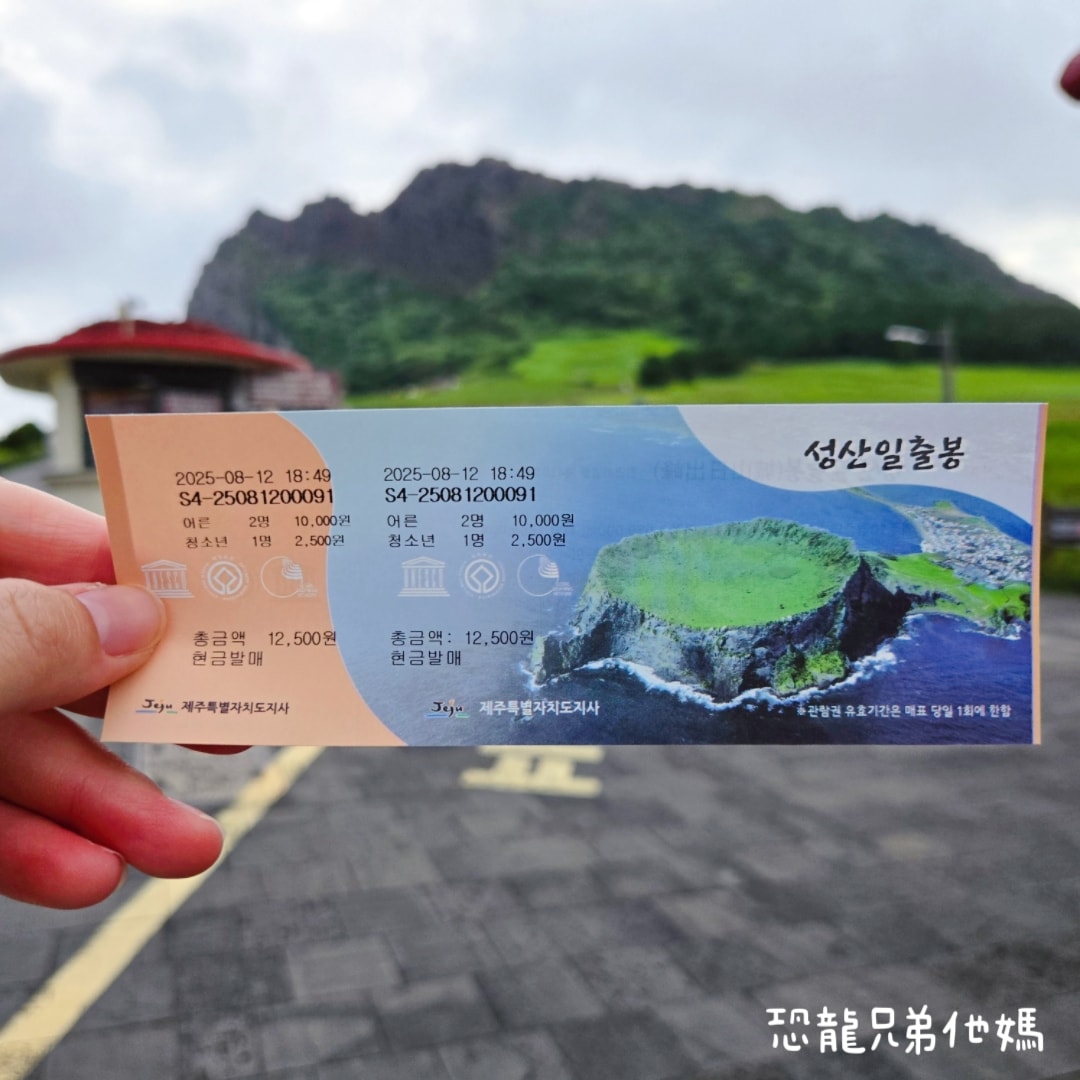 2025-08-12 18:49
S4-25081200091
어른 2명 10,000원
청소년 1명 2,500원
총금액 12,500원
현금발매
Jeju 제주특별자치도지사
2025-08-12 18:49
S4-25081200091
어른 2명 10,000원
청소년 1명 2,500원
총금액: 12,500원
현금발매
Jeju 제주특별자치도지사
성산일출봉
※관람권 유효기간은 매표 당일 1회에 한함
표
恐龍兄弟他媽